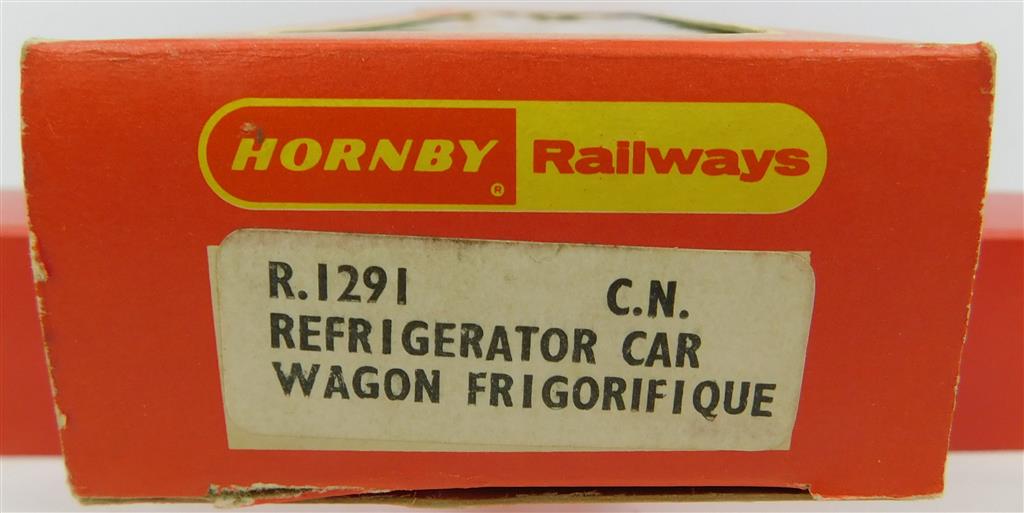 HORNBY ® Railways
R.1291 C.N.
REFRIGERATOR CAR
WAGON FRIGORIFIQUE